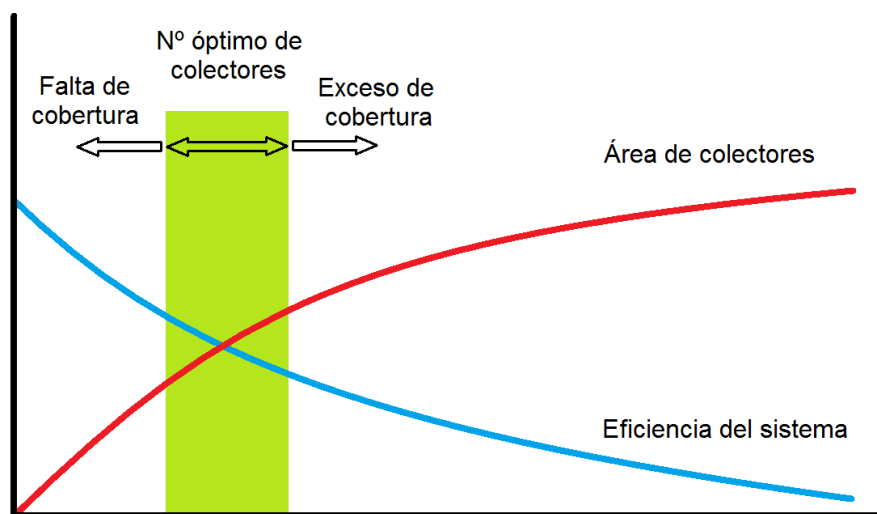 Nº óptimo de
colectores
Falta de
cobertura
Exceso de
cobertura
Área de colectores
Eficiencia del sistema